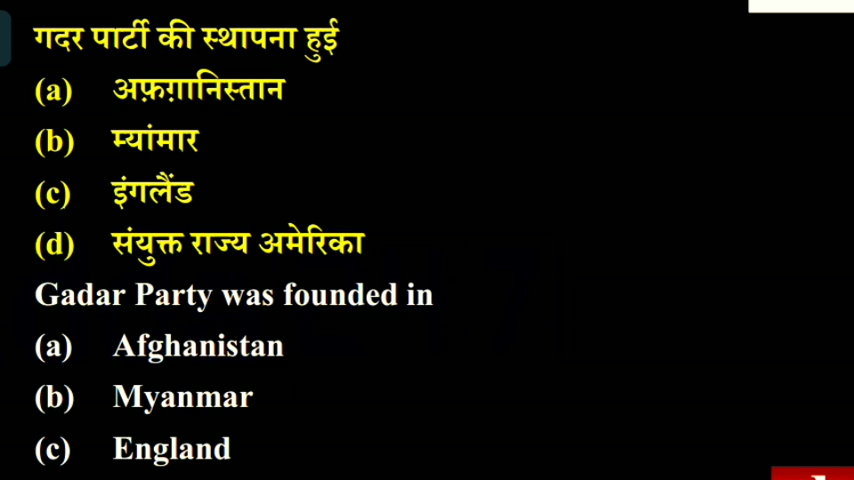 गदर पार्टी की स्थापना हुई
(a) अफ़ग़ानिस्तान
(b) म्यांमार
(c) इंगलैंड
(d) संयुक्त राज्य अमेरिका
Gadar Party was founded in
(a) Afghanistan
(b) Myanmar
(c) England